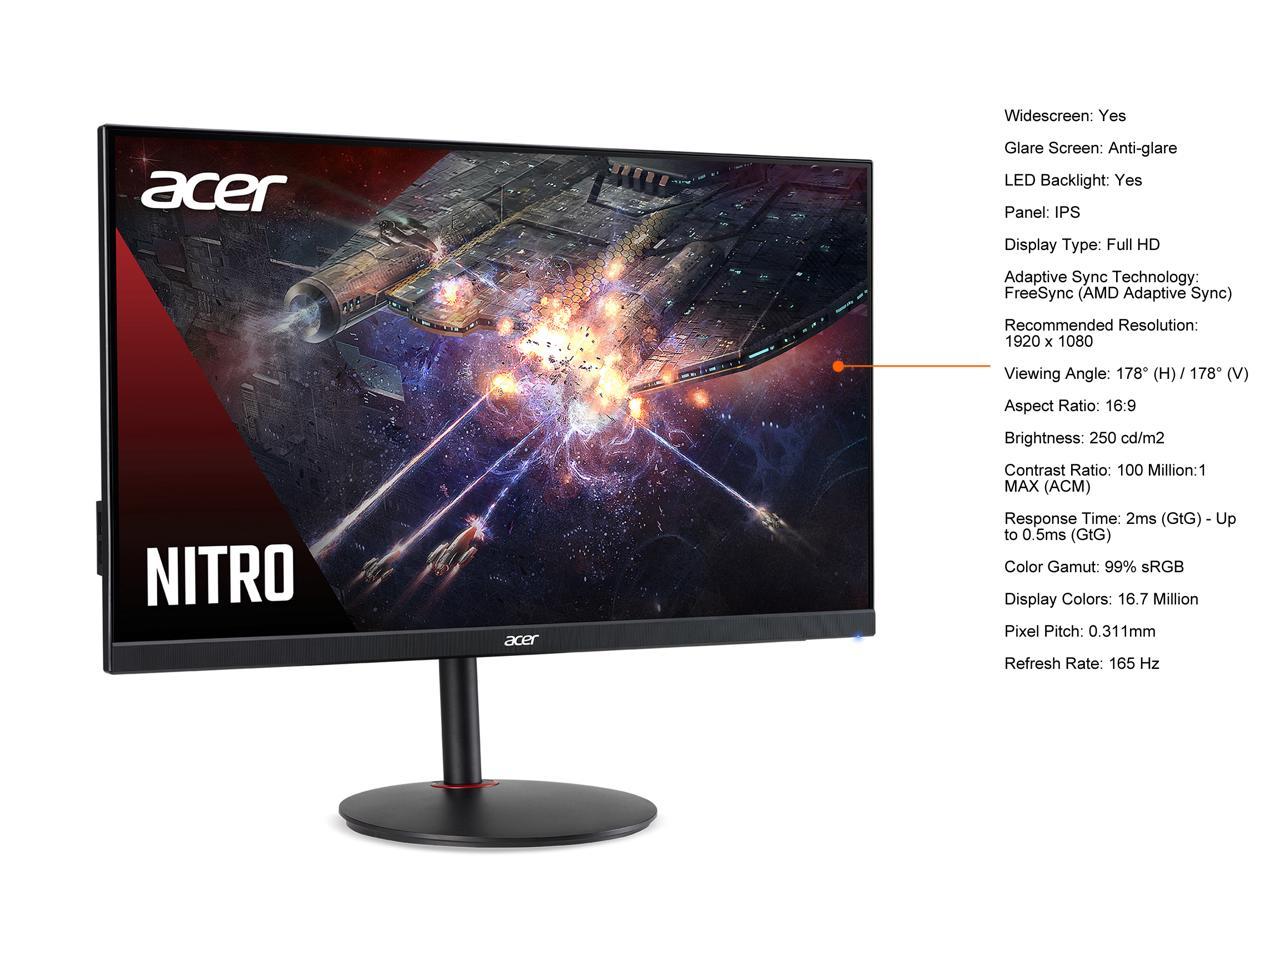 acer
NITRO
acer
Widescreen: Yes
Glare Screen: Anti-glare
LED Backlight: Yes
Panel: IPS
Display Type: Full HD
Adaptive Sync Technology:
FreeSync (AMD Adaptive Sync)
Recommended Resolution:
1920 x 1080
Viewing Angle: 178° (H) / 178° (V)
Aspect Ratio: 16:9
Brightness: 250 cd/m2
Contrast Ratio: 100 Million:1
MAX (ACM)
Response Time: 2ms (GtG) - Up
to 0.5ms (GtG)
Color Gamut: 99% sRGB
Display Colors: 16.7 Million
Pixel Pitch: 0.311mm
Refresh Rate: 165 Hz